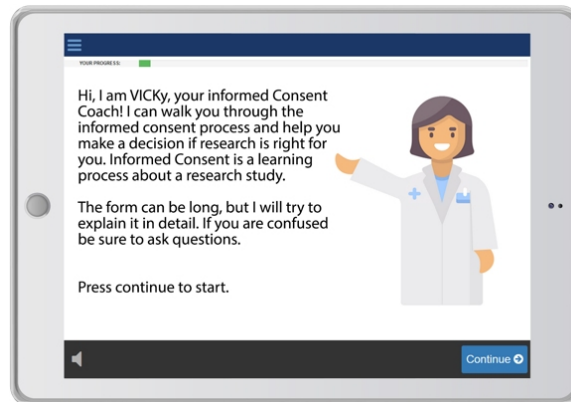 YOUR PROGRESS:
Hi, I am VICKy, your informed Consent
Coach! I can walk you through the
informed consent process and help you
make a decision if research is right for
you. Informed Consent is a learning
process about a research study.
The form can be long, but I will try to
explain it in detail. If you are confused
be sure to ask questions.
Press continue to start.
Continue